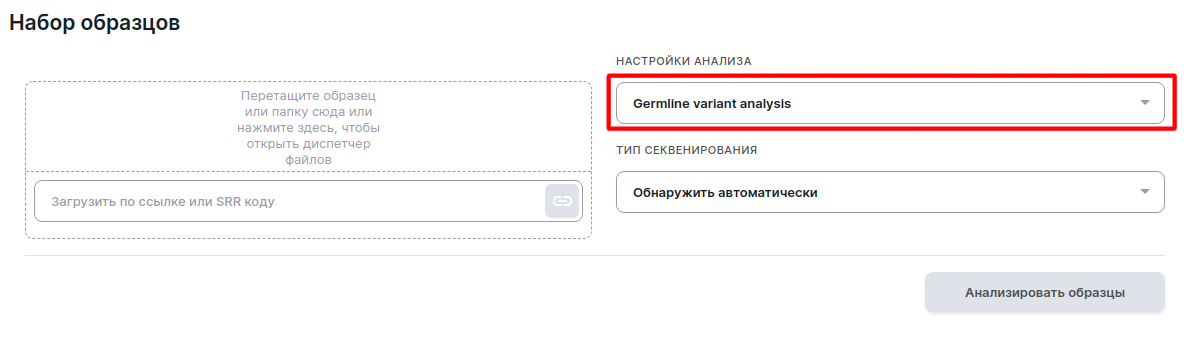 Набор образцов
Перетащите образец
или папку сюда или
нажмите здесь, чтобы
открыть диспетчер
файлов
Загрузить по ссылке или SRR коду
НАСТРОЙКИ АНАЛИЗА
Germline variant analysis
ТИП СЕКВЕНИРОВАНИЯ
Обнаружить автоматически
Анализировать образцы